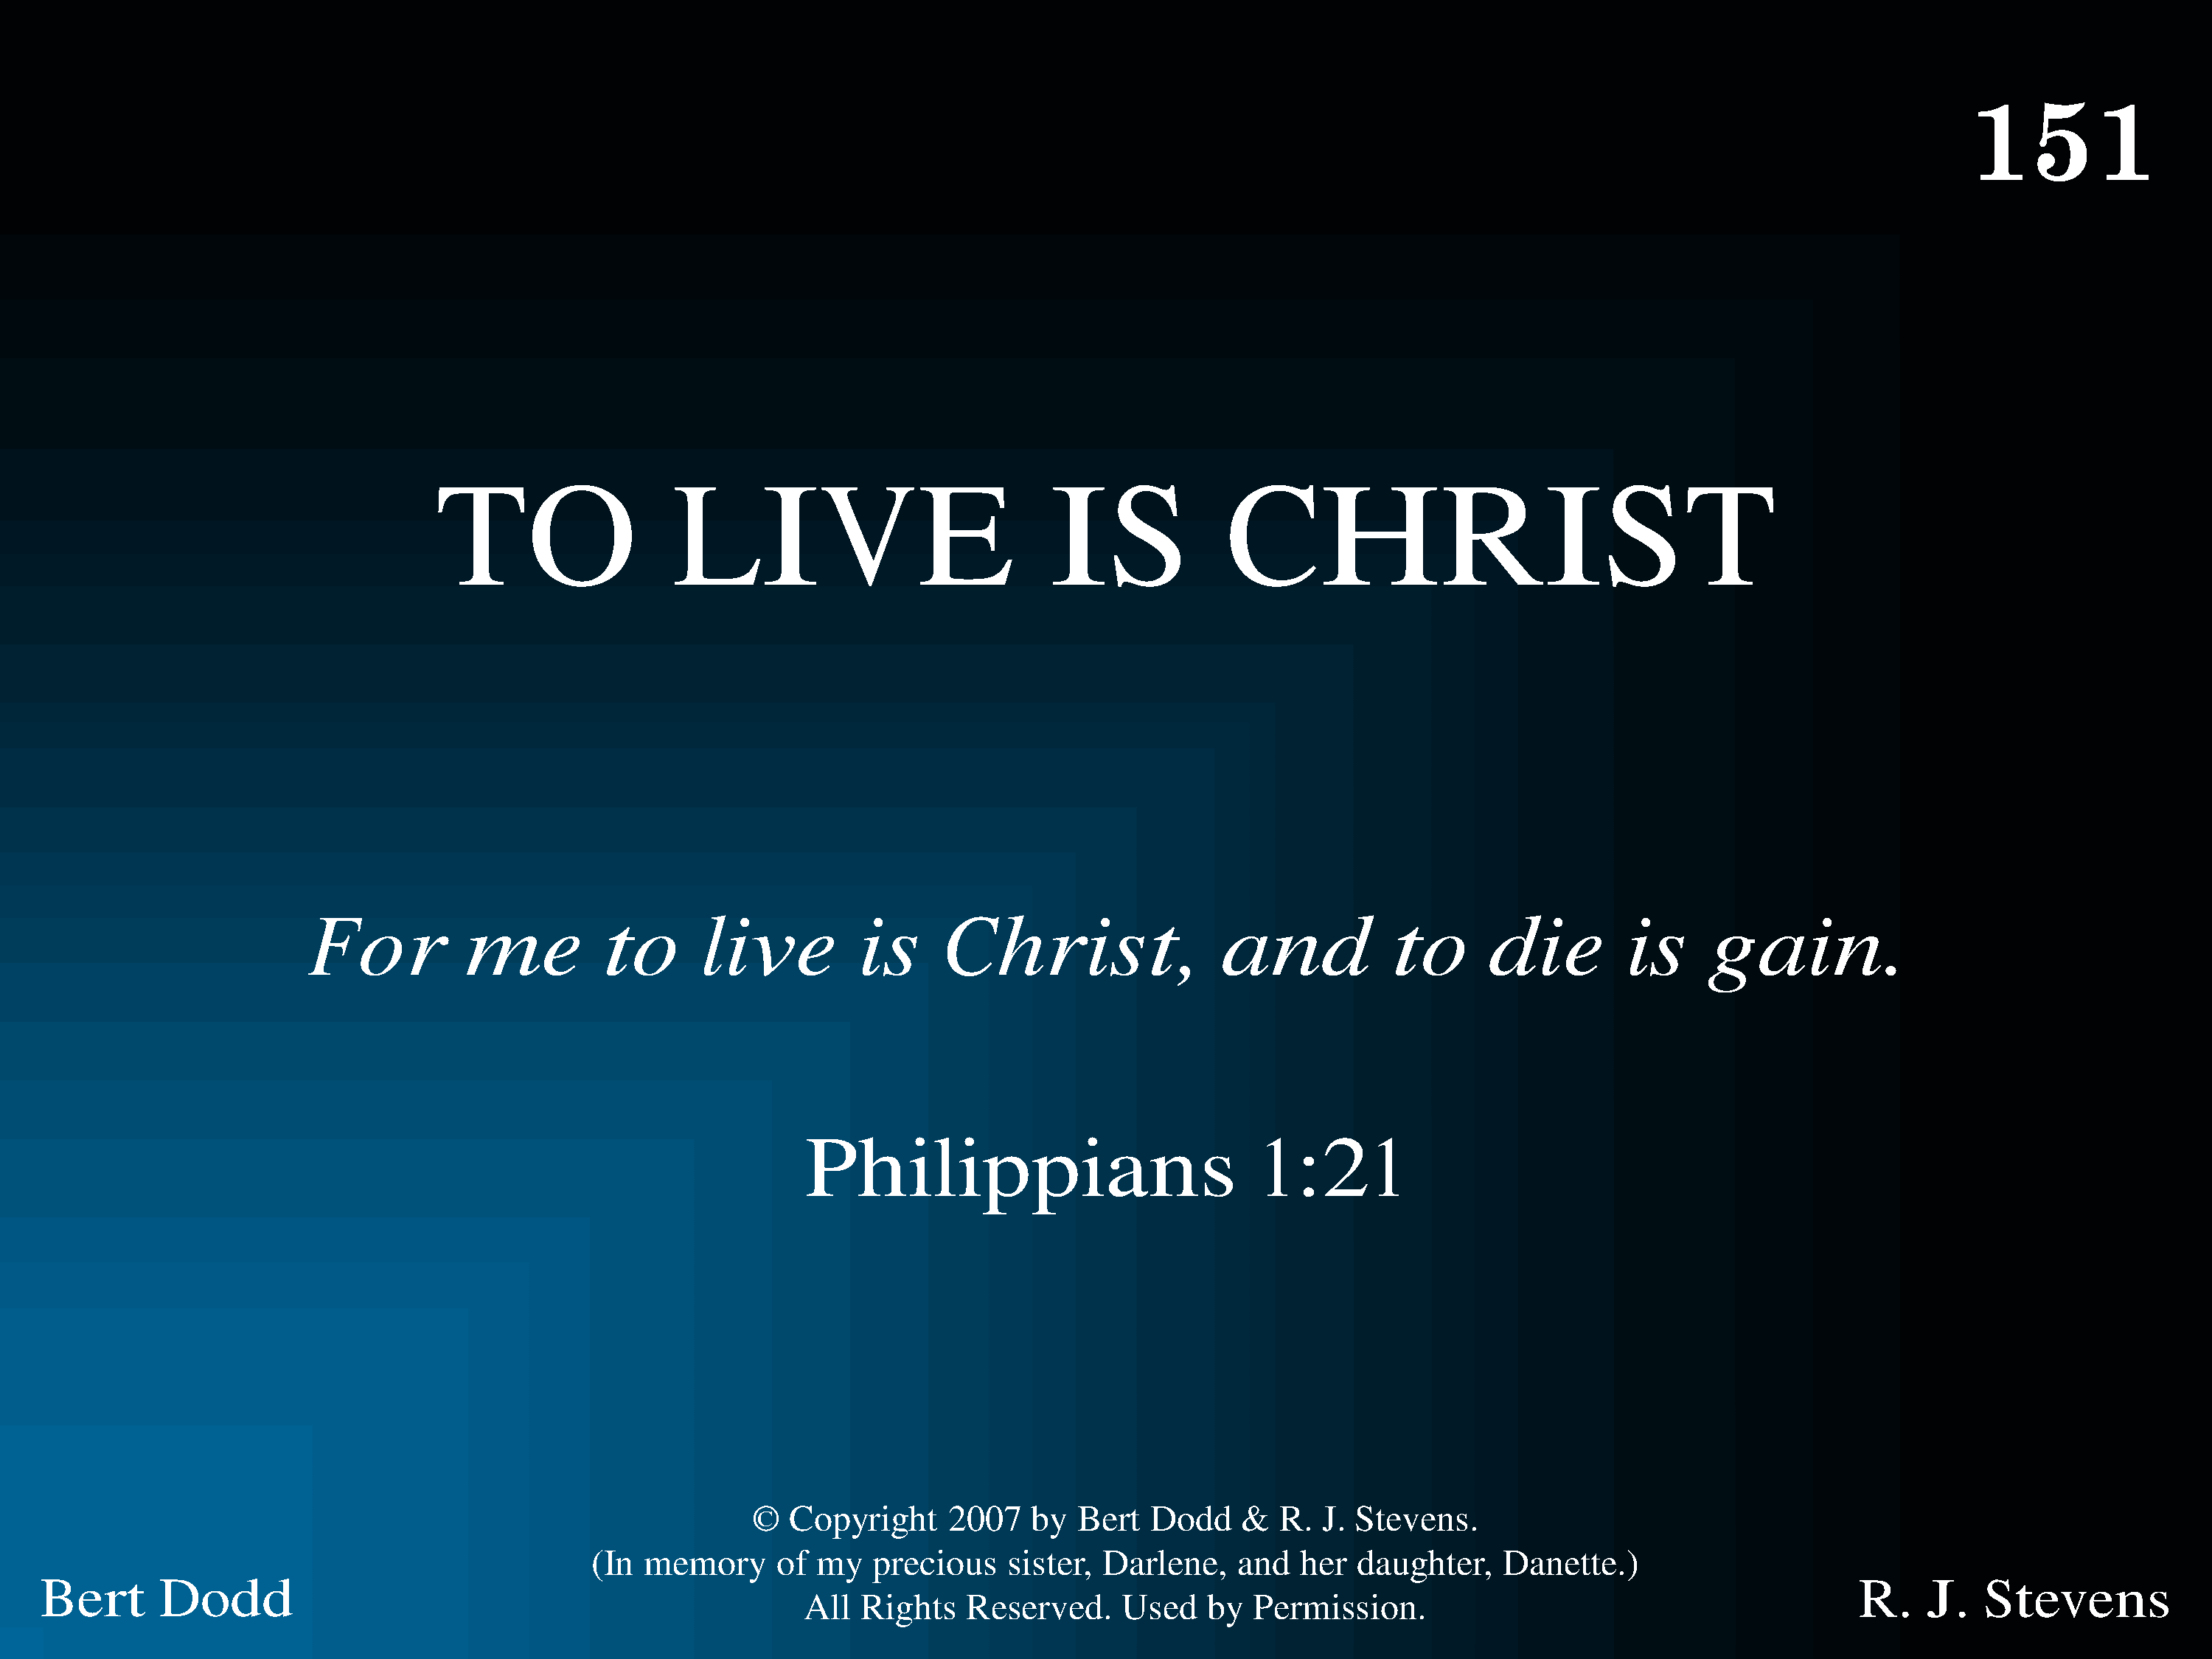 151
TO LIVE IS CHRIST
For me to live is Christ, and to die is gain.
Philippians 1:21
© Copyright 2007 by Bert Dodd & R. J. Stevens.
(In memory of my precious sister, Darlene, and her daughter, Danette.)
All Rights Reserved. Used by Permission.
Bert Dodd
R. J. Stevens